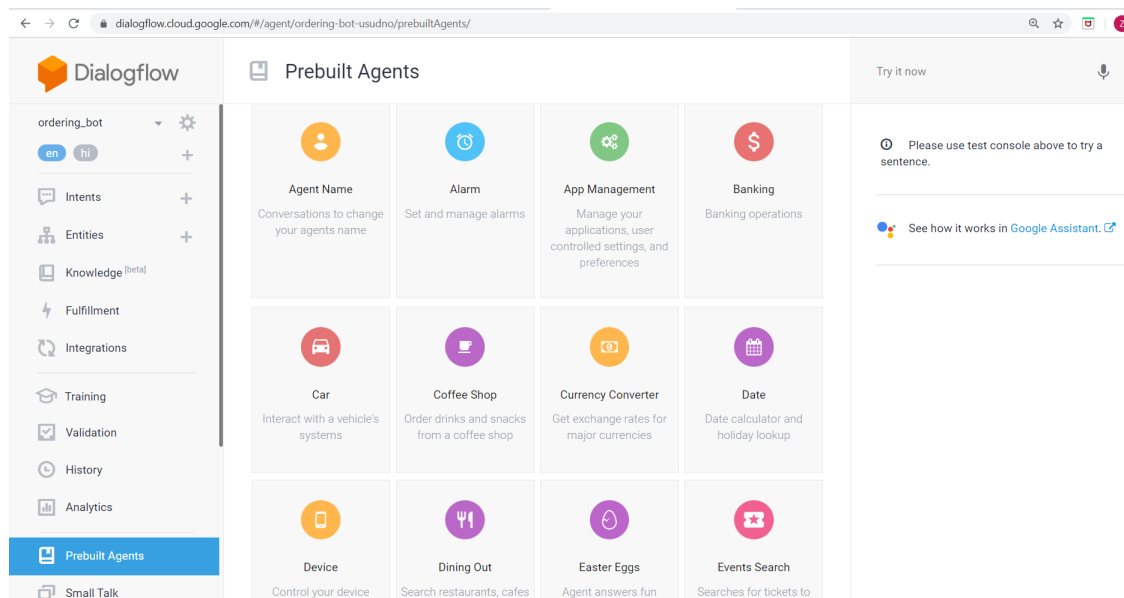 dialogflow.cloud.google.com/#/agent/ordering-bot-usudno/prebuiltAgents/
Dialogflow
Prebuilt Agents
Try it now
ordering_bot
en hi
Intents
Entities
Knowledge [beta]
Fulfillment
Integrations
Training
Validation
History
Analytics
Prebuilt Agents
Small Talk
Agent Name
Conversations to change
your agents name
Alarm
Set and manage alarms
App Management
Manage your
applications, user
controlled settings, and
preferences
Banking
Banking operations
Car
Interact with a vehicle's
systems
Coffee Shop
Order drinks and snacks
from a coffee shop
Currency Converter
Get exchange rates for
major currencies
Date
Date calculator and
holiday lookup
Device
Control your device
Dining Out
Search restaurants, cafes
Easter Eggs
Agent answers fun
Events Search
Searches for tickets to
Please use test console above to try a
sentence.
See how it works in Google Assistant.